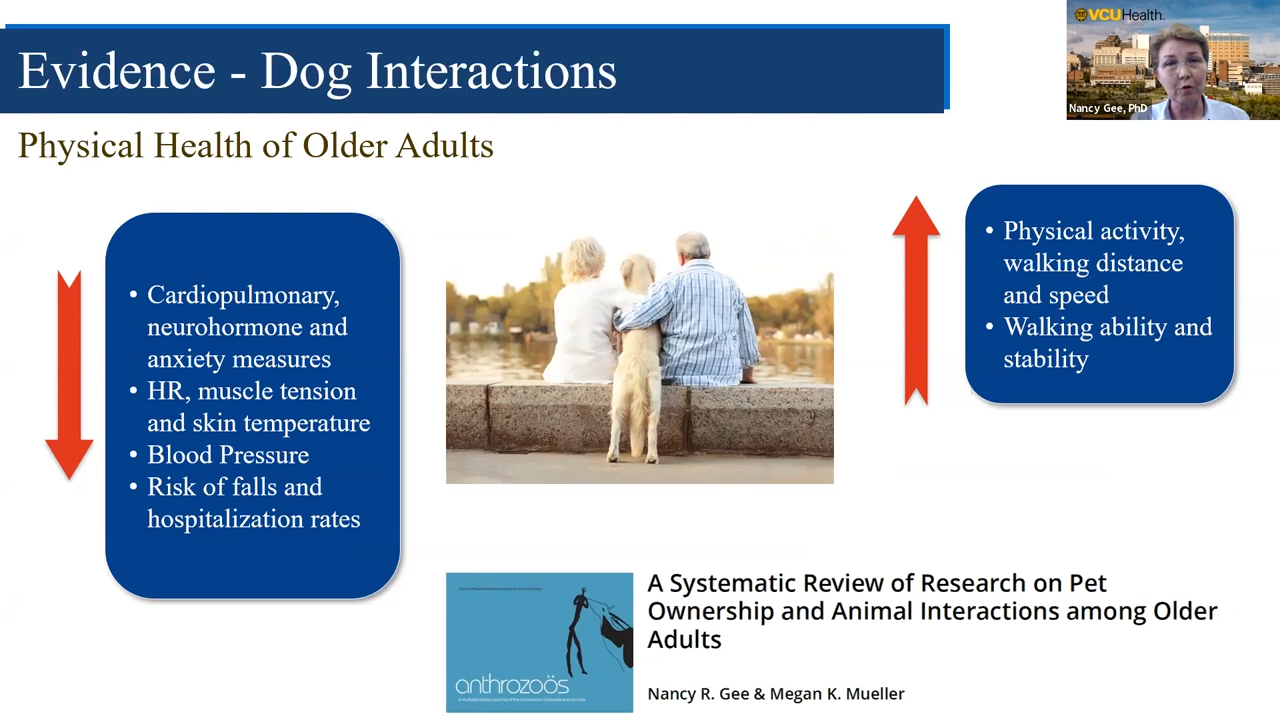 Evidence - Dog Interactions
VCUHealth.
Nancy Gee, PhD
Physical Health of Older Adults
• Cardiopulmonary,
neurohormone and
anxiety measures
• HR, muscle tension
and skin temperature
• Blood Pressure
• Risk of falls and
hospitalization rates
• Physical activity,
walking distance
and speed
• Walking ability and
stability
anthrozoös
A Systematic Review of Research on Pet
Ownership and Animal Interactions among Older
Adults
Nancy R. Gee & Megan K. Mueller